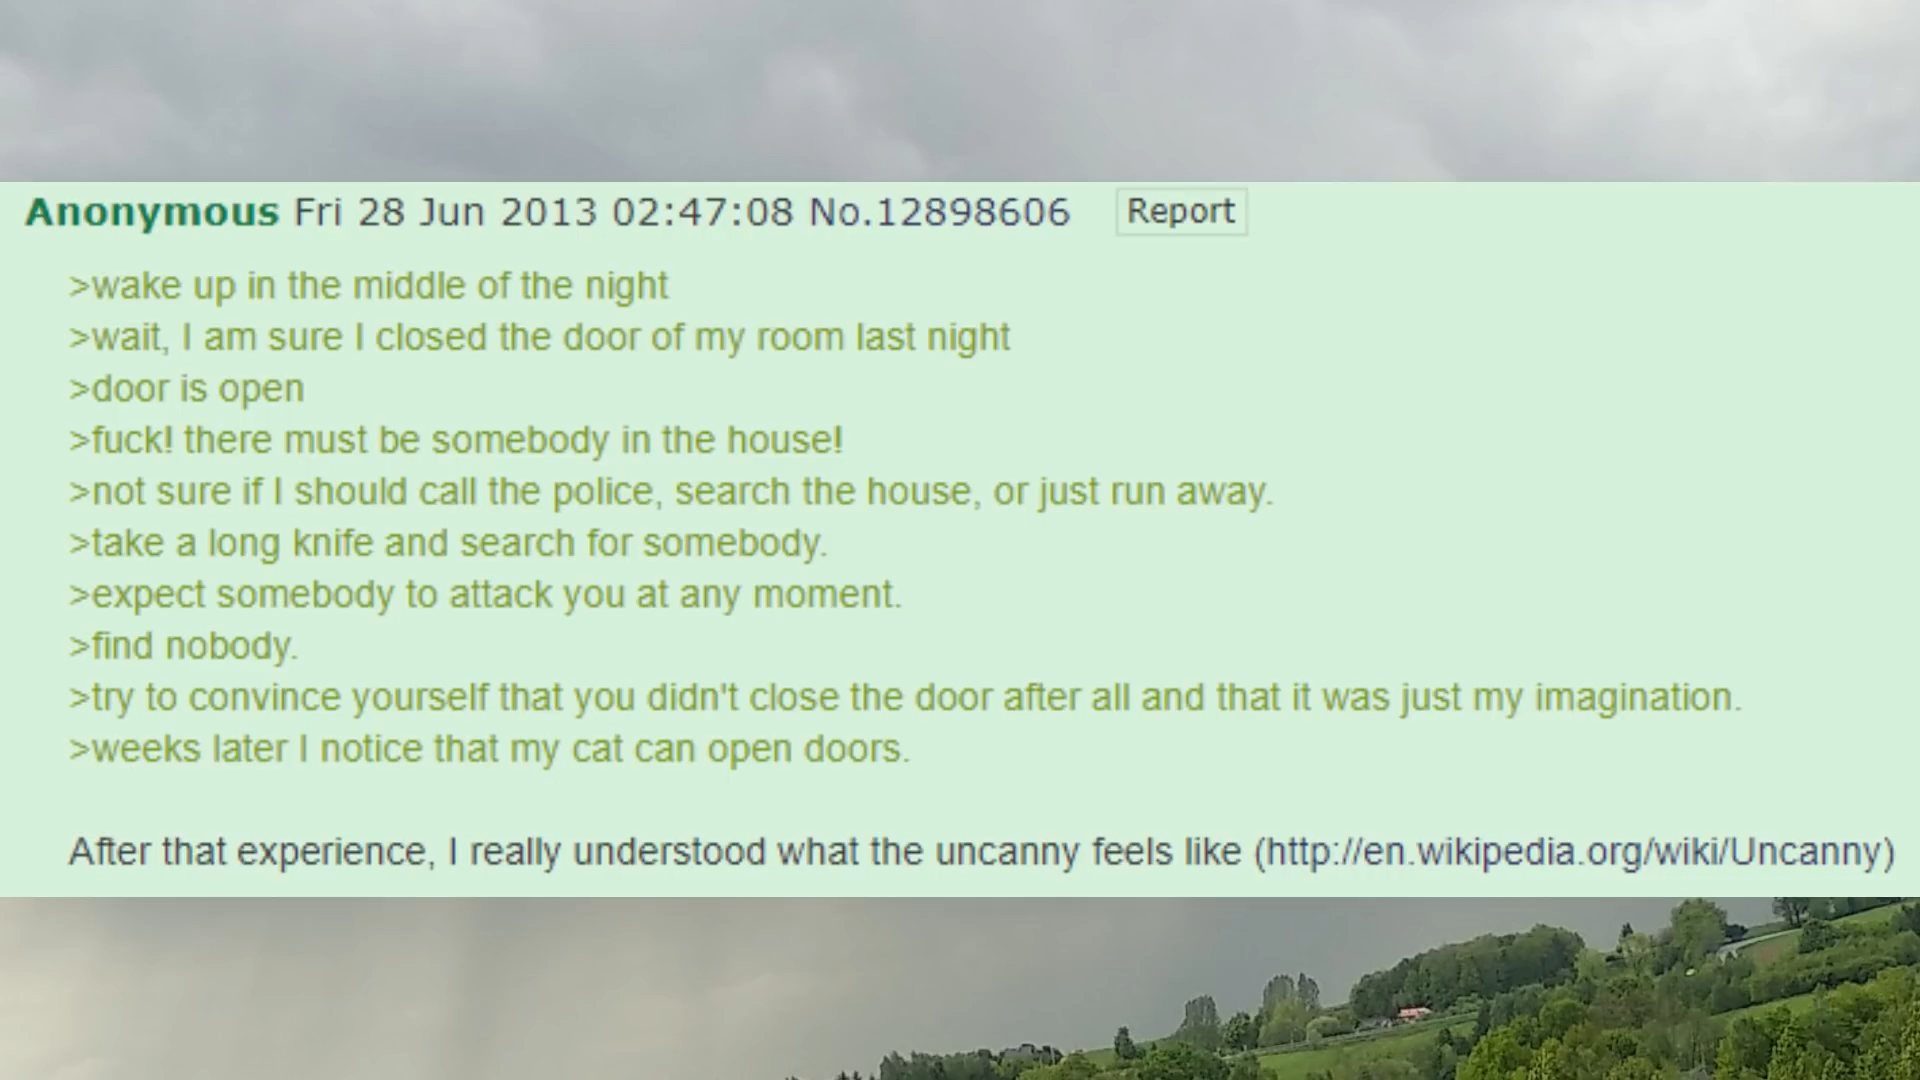 Anonymous Fri 28 Jun 2013 02:47:08 No.12898606 Report
>wake up in the middle of the night
>wait, I am sure I closed the door of my room last night
>door is open
>fuck! there must be somebody in the house!
>not sure if I should call the police, search the house, or just run away.
>take a long knife and search for somebody.
>expect somebody to attack you at any moment.
>find nobody.
>try to convince yourself that you didn't close the door after all and that it was just my imagination.
>weeks later I notice that my cat can open doors.
After that experience, I really understood what the uncanny feels like (http://en.wikipedia.org/wiki/Uncanny)